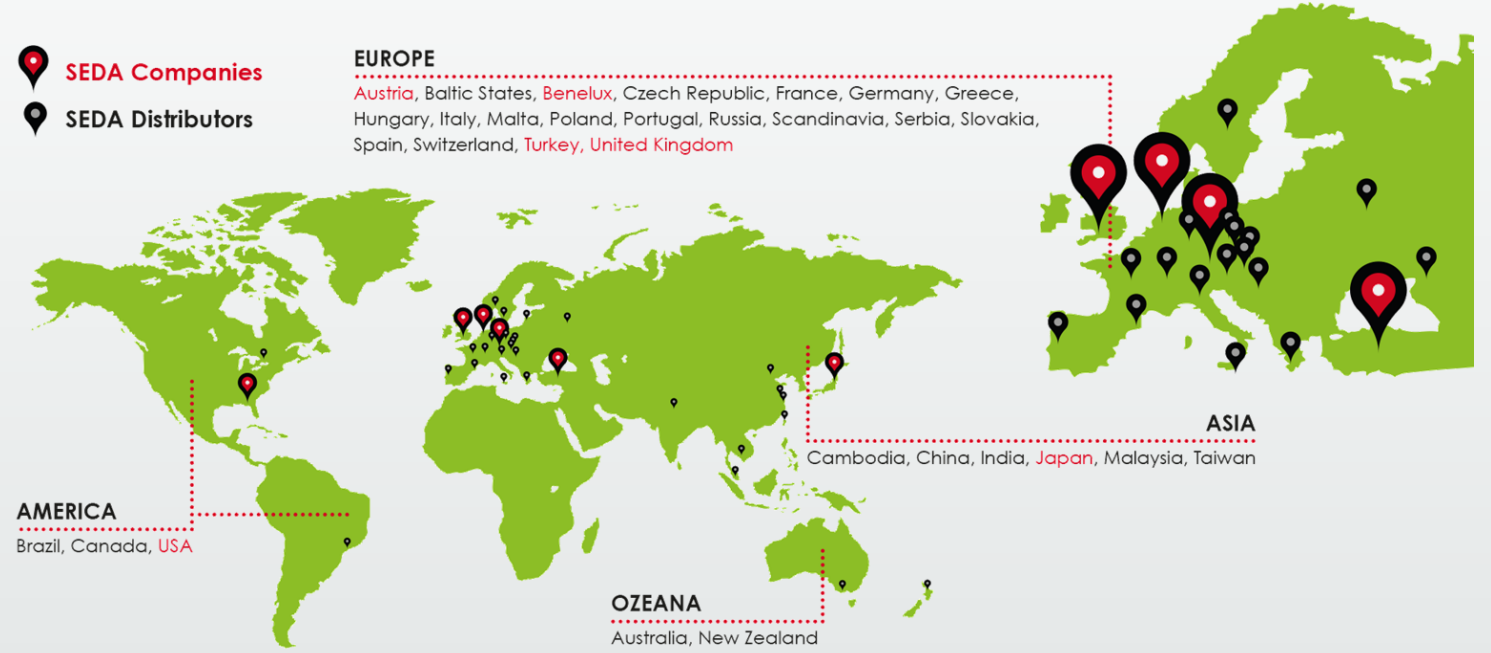 SEDA Companies
SEDA Distributors
EUROPE
Austria, Baltic States, Benelux, Czech Republic, France, Germany, Greece,
Hungary, Italy, Malta, Poland, Portugal, Russia, Scandinavia, Serbia, Slovakia,
Spain, Switzerland, Turkey, United Kingdom
ASIA
Cambodia, China, India, Japan, Malaysia, Taiwan
AMERICA
Brazil, Canada, USA
OZEANA
Australia, New Zealand